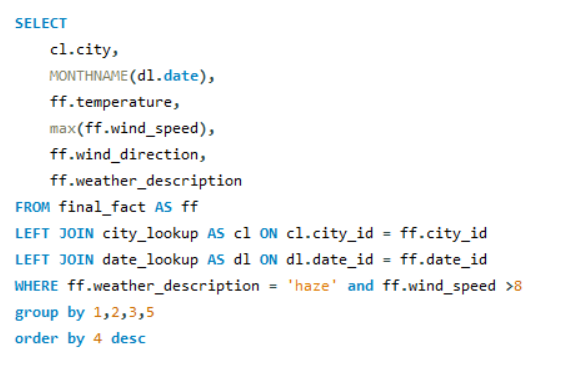 SELECT
cl.city,
MONTHNAME(dl.date),
ff.temperature,
max(ff.wind_speed),
ff.wind_direction,
ff.weather_description
FROM final_fact AS ff
LEFT JOIN city_lookup AS cl ON cl.city_id = ff.city_id
LEFT JOIN date_lookup AS dl ON dl.date_id = ff.date_id
WHERE ff.weather_description = 'haze' and ff.wind_speed >8
group by 1,2,3,5
order by 4 desc